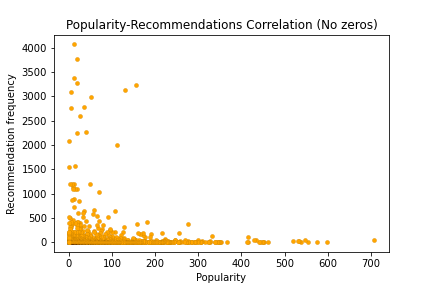 Popularity-Recommendations Correlation (No zeros)
4000
3500
3000
2500
2000
1500
1000
500
0
Recommendation frequency
0 100 200 300 400 500 600 700
Popularity